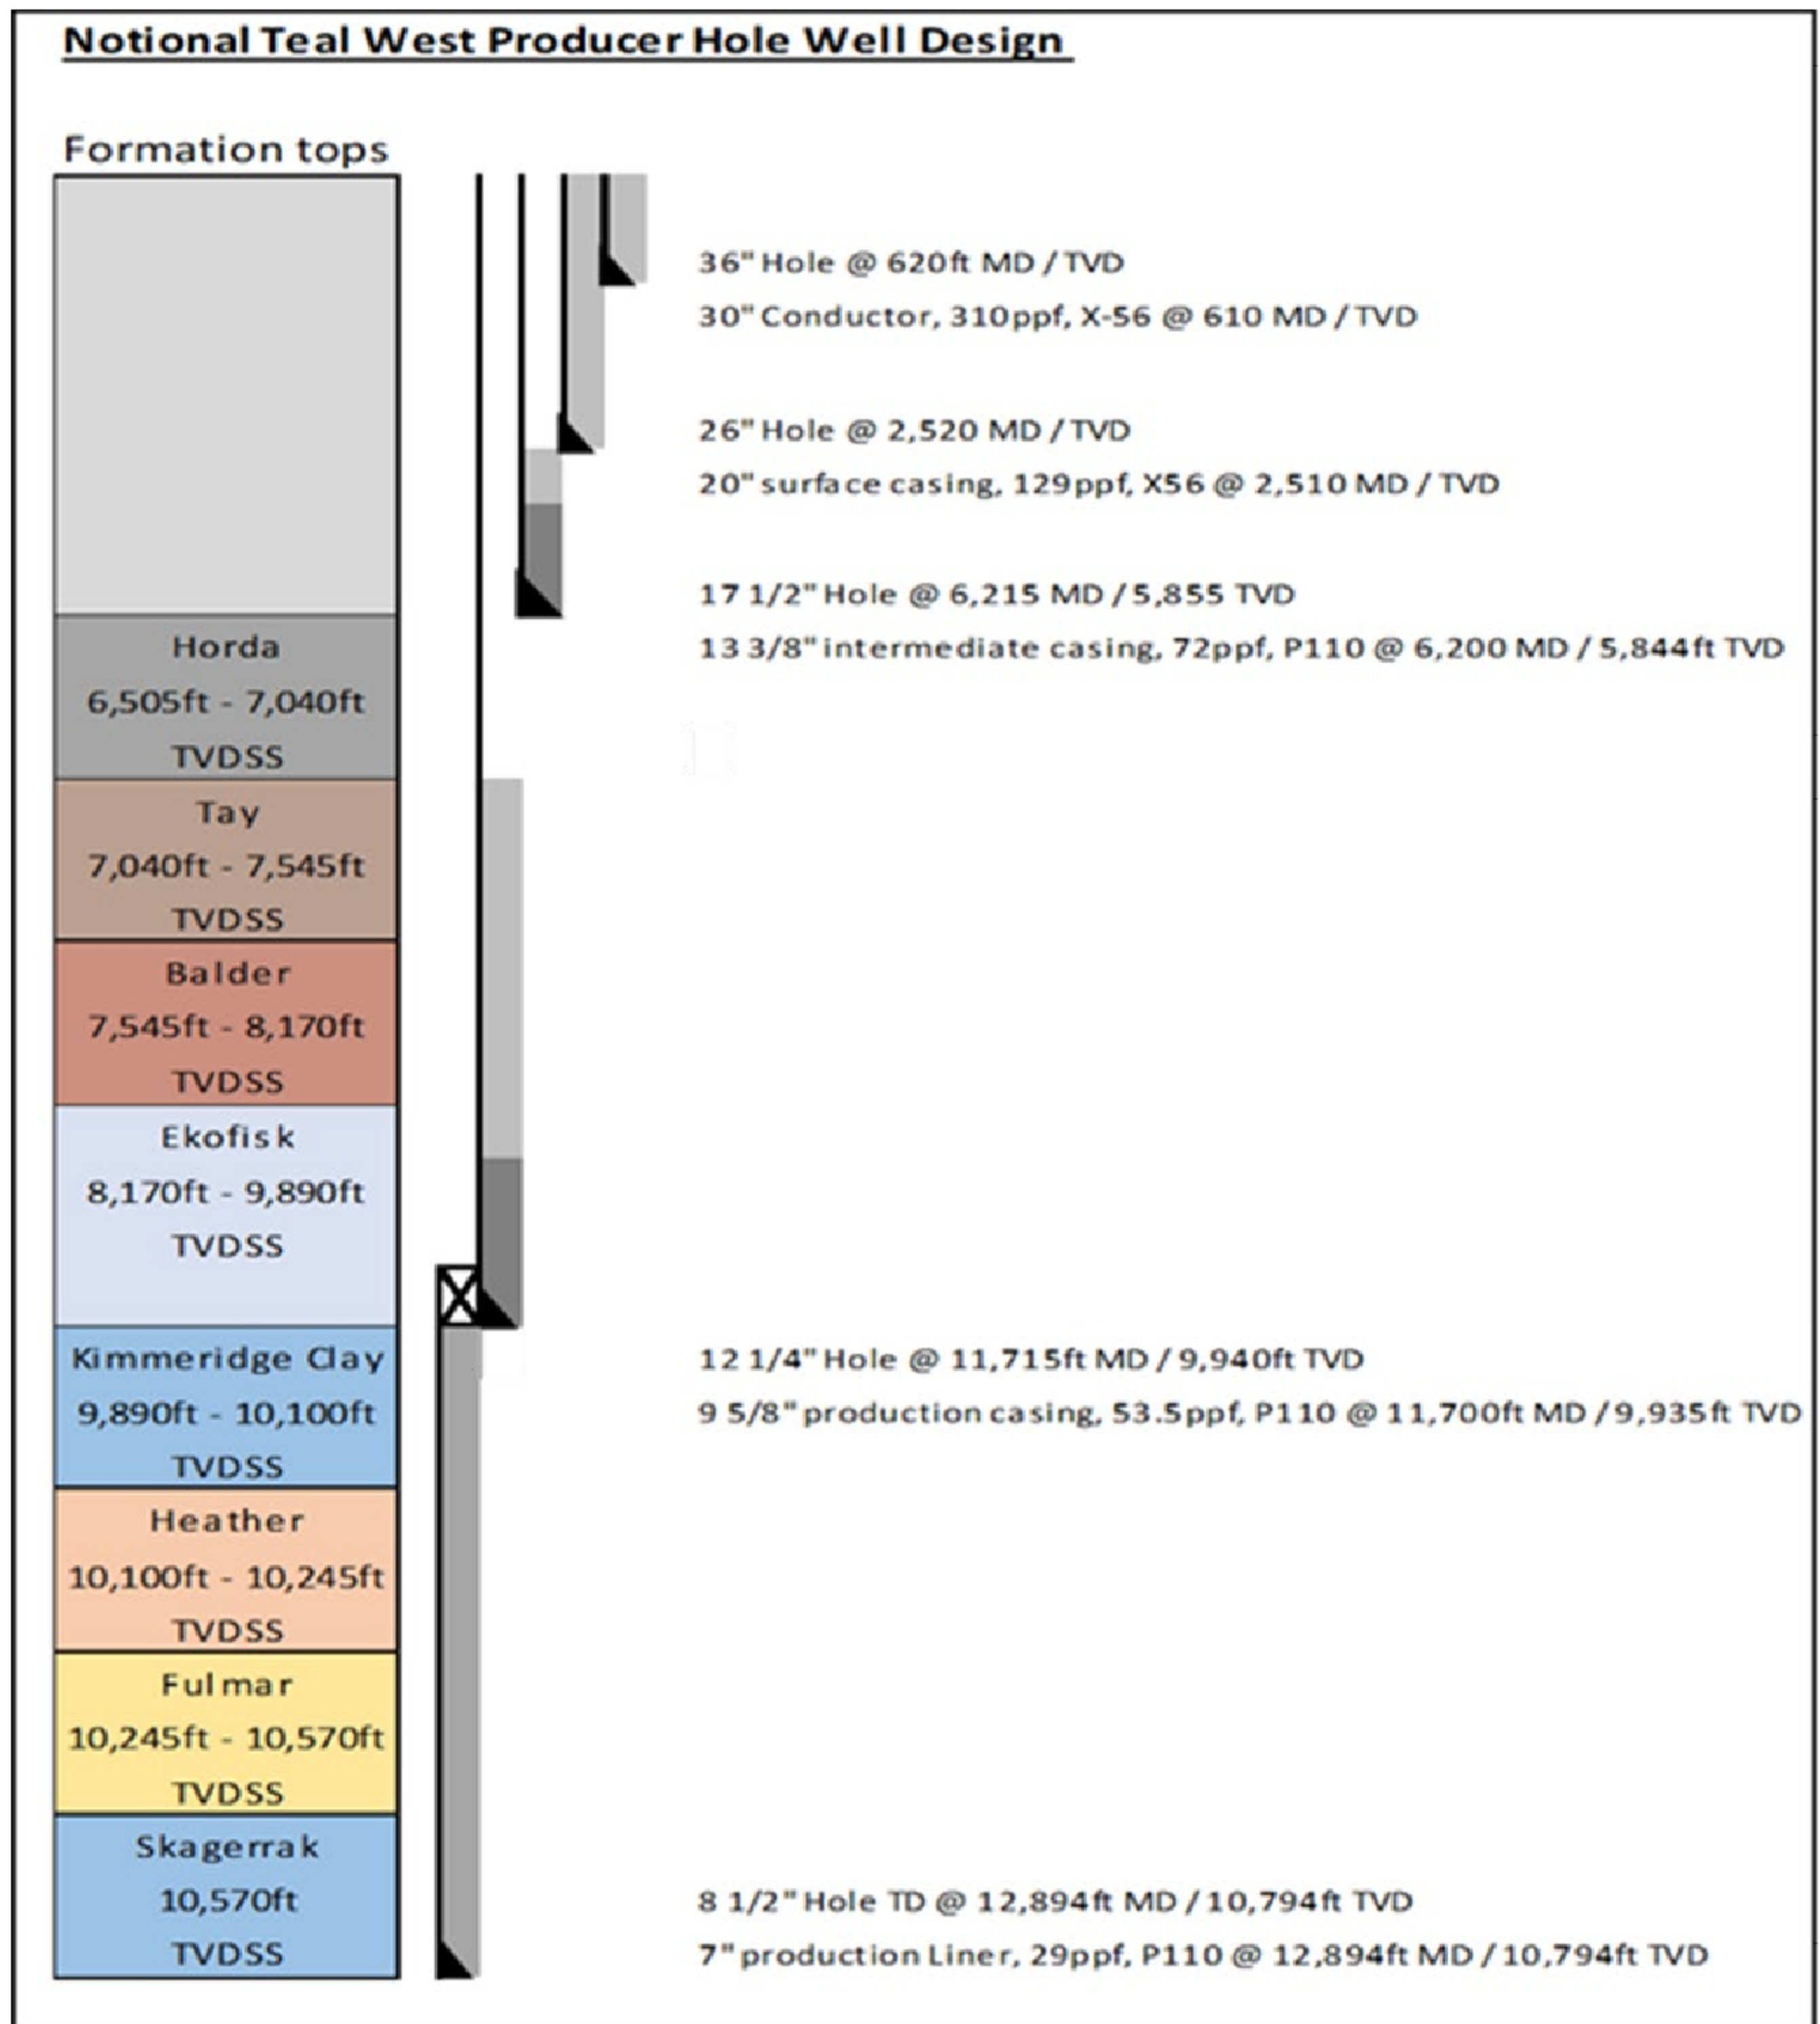 Notional Teal West Producer Hole Well Design
Formation tops
36" Hole @ 620ft MD / TVD
30" Conductor, 310ppf, X-56 @ 610 MD / TVD
26" Hole @ 2,520 MD / TVD
20" surface casing, 129ppf, X56 @ 2,510 MD / TVD
17 1/2" Hole @ 6,215 MD / 5,855 TVD
13 3/8" intermediate casing, 72ppf, P110 @ 6,200 MD / 5,844ft TVD
Horda
6,505ft - 7,040ft
TVDSS
Tay
7,040ft - 7,545ft
TVDSS
Balder
7,545ft - 8,170ft
TVDSS
Ekofisk
8,170ft - 9,890ft
TVDSS
Kimmeridge Clay
9,890ft - 10,100ft
TVDSS
12 1/4" Hole @ 11,715ft MD / 9,940ft TVD
9 5/8" production casing, 53.5ppf, P110 @ 11,700ft MD / 9,935ft TVD
Heather
10,100ft - 10,245ft
TVDSS
Fulmar
10,245ft - 10,570ft
TVDSS
Skagerrak
10,570ft
TVDSS
8 1/2" Hole TD @ 12,894ft MD / 10,794ft TVD
7" production Liner, 29ppf, P110 @ 12,894ft MD / 10,794ft TVD